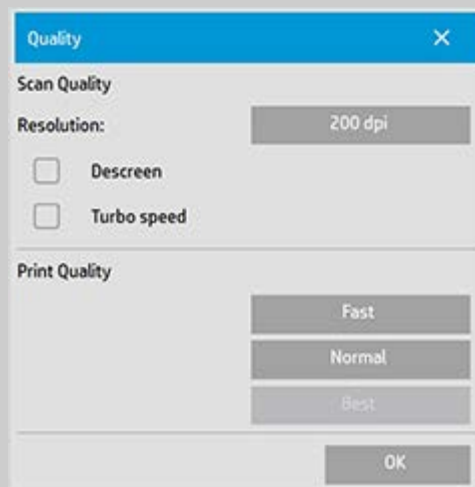 Quality
Scan Quality
Resolution: 200 dpi
Descreen
Turbo speed
Print Quality
Fast
Normal
Best
OK